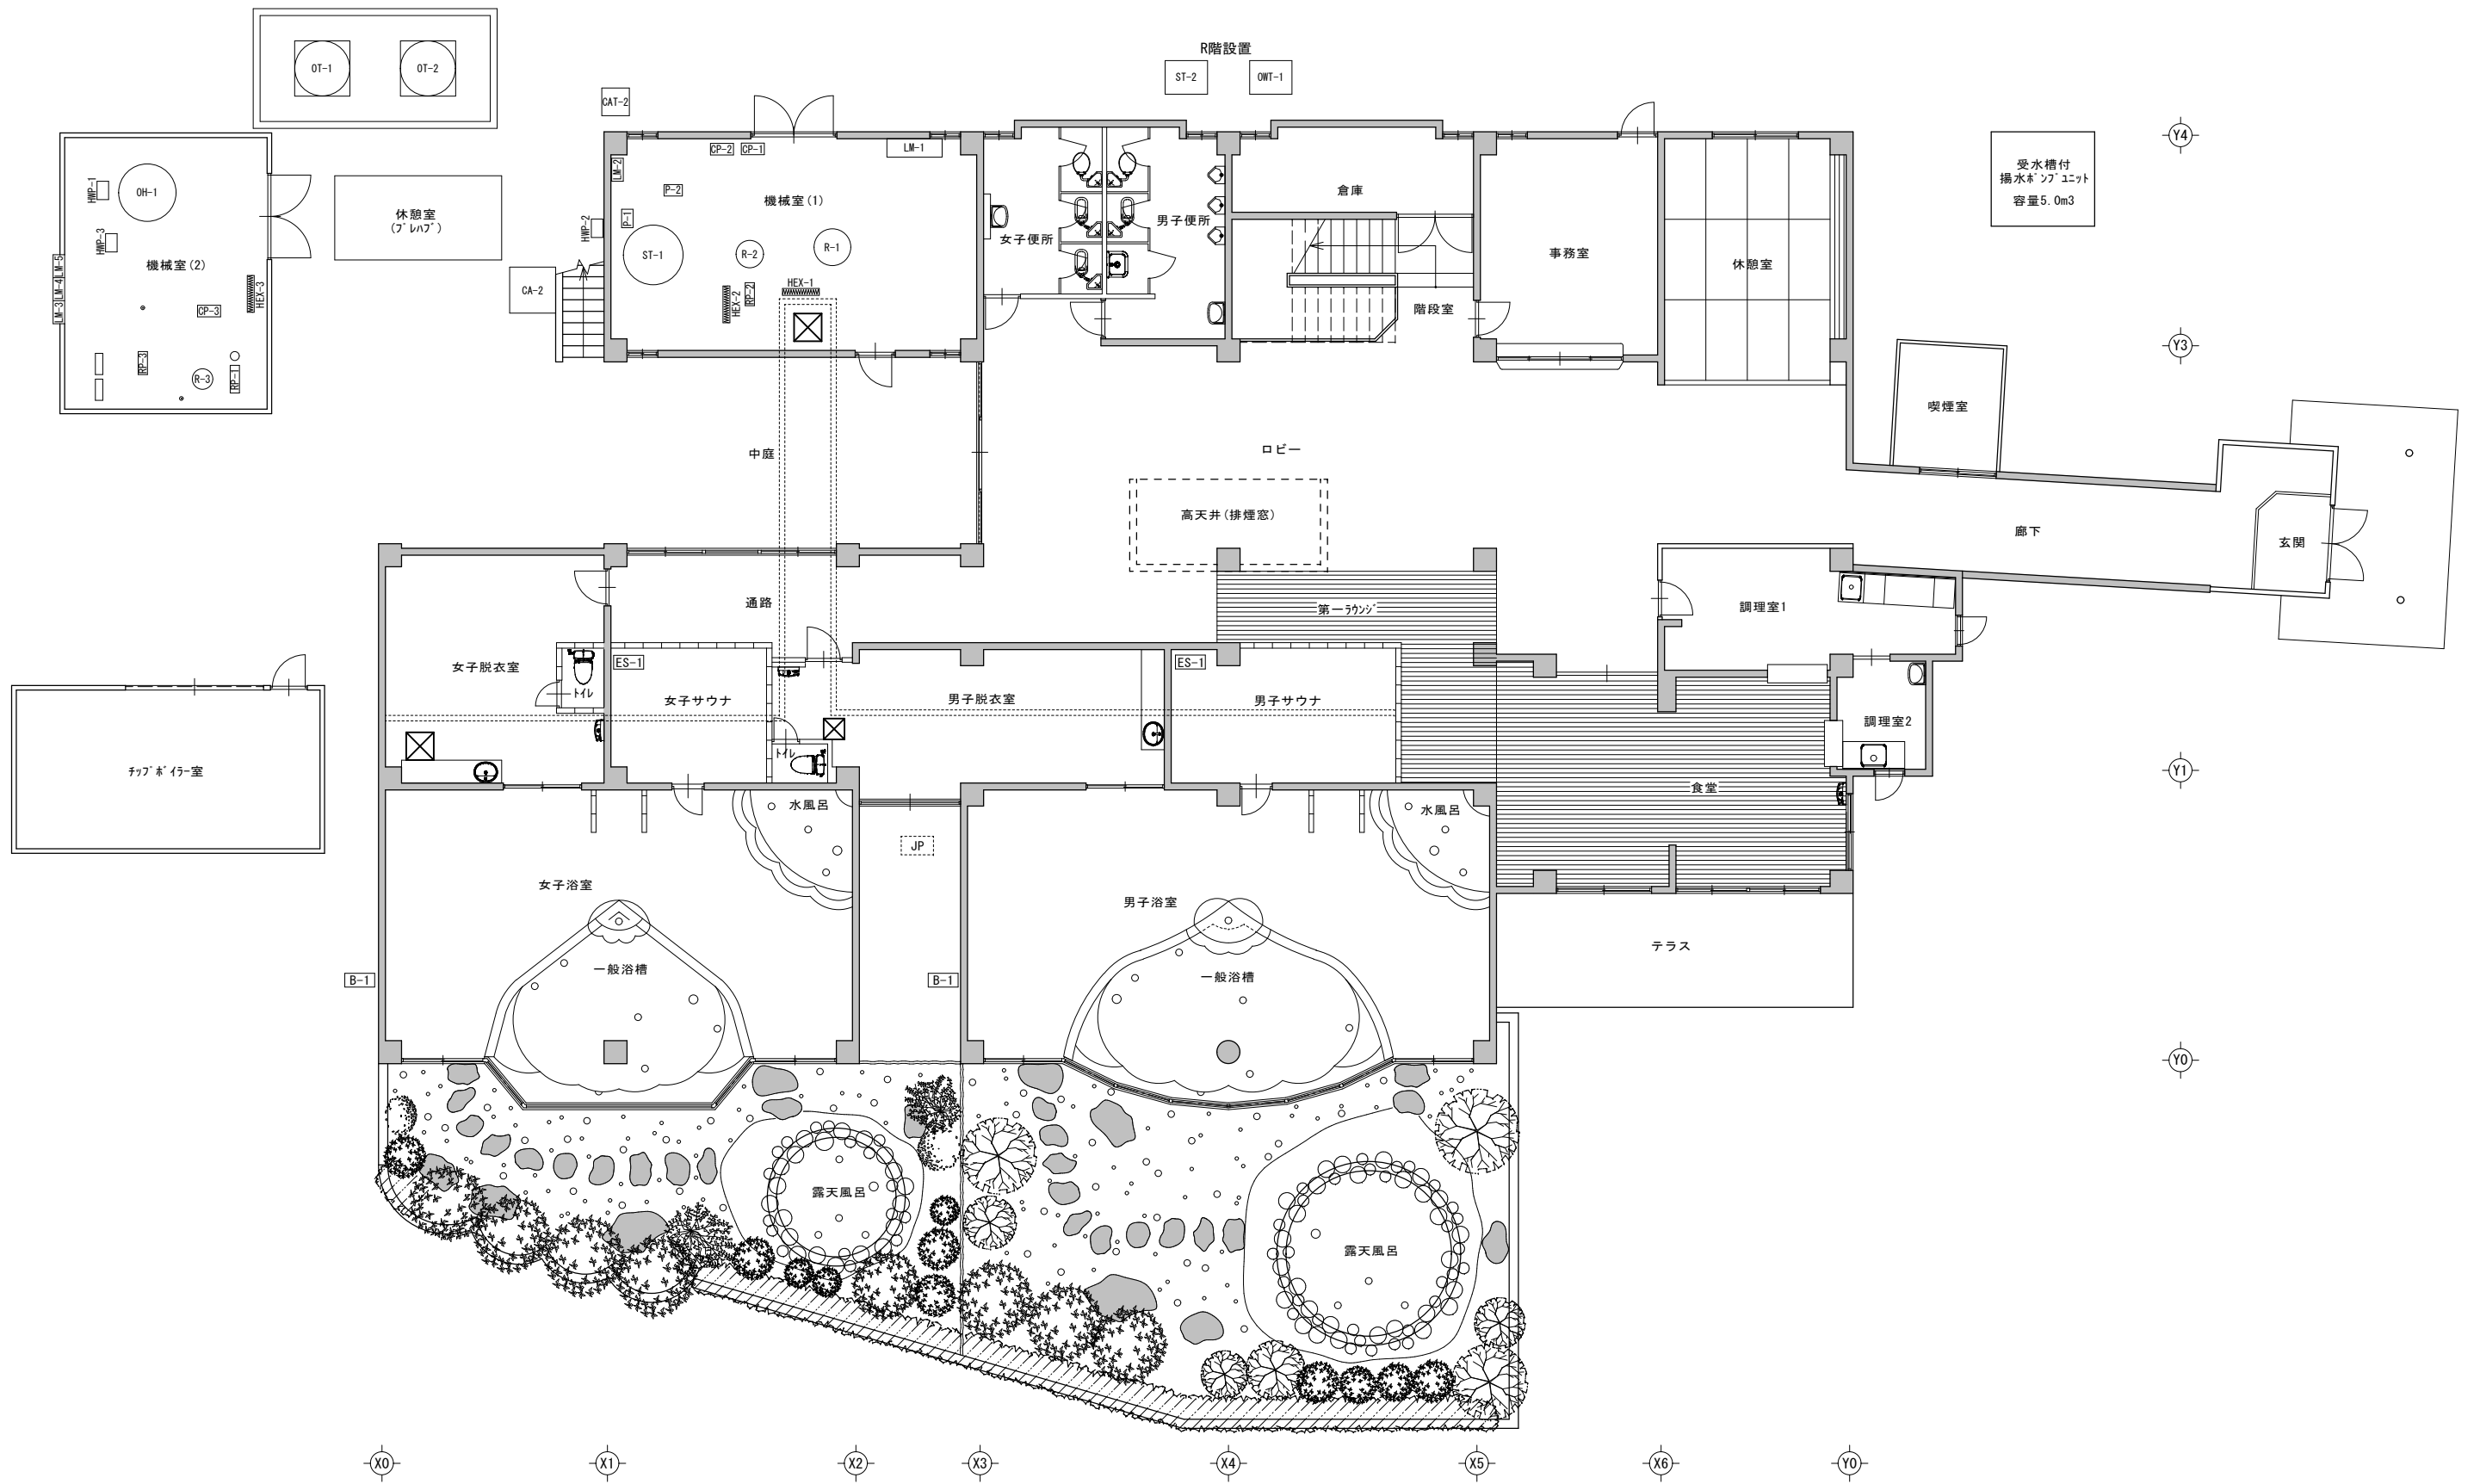 R階設置
OT-1
OT-2
ST-2
OWT-1
CAT-2
Y4
CP-2
CP-1
LM-1
LM-2
P-2
P-1
HWP-2
機械室(1)
ST-1
R-2
R-1
HEX-1
HEX-2
RP-2
CA-2
HWP-1
OH-1
HWP-3
機械室(2)
LM-5
LM-4
LM-3
CP-3
HEX-3
RP-3
R-3
RP-1
休憩室
(プレハブ)
女子便所
男子便所
倉庫
階段室
事務室
休憩室
受水槽付
揚水ポンプユニット
容量5.0m3
Y3
喫煙室
中庭
ロビー
高天井(排煙窓)
廊下
玄関
通路
第一ラウンジ
調理室1
女子脱衣室
トイレ
ES-1
女子サウナ
男子脱衣室
ES-1
男子サウナ
トイレ
調理室2
チップボイラー室
Y1
食堂
水風呂
水風呂
JP
女子浴室
男子浴室
テラス
一般浴槽
一般浴槽
B-1
B-1
Y0
露天風呂
露天風呂
X0
X1
X2
X3
X4
X5
X6
Y0